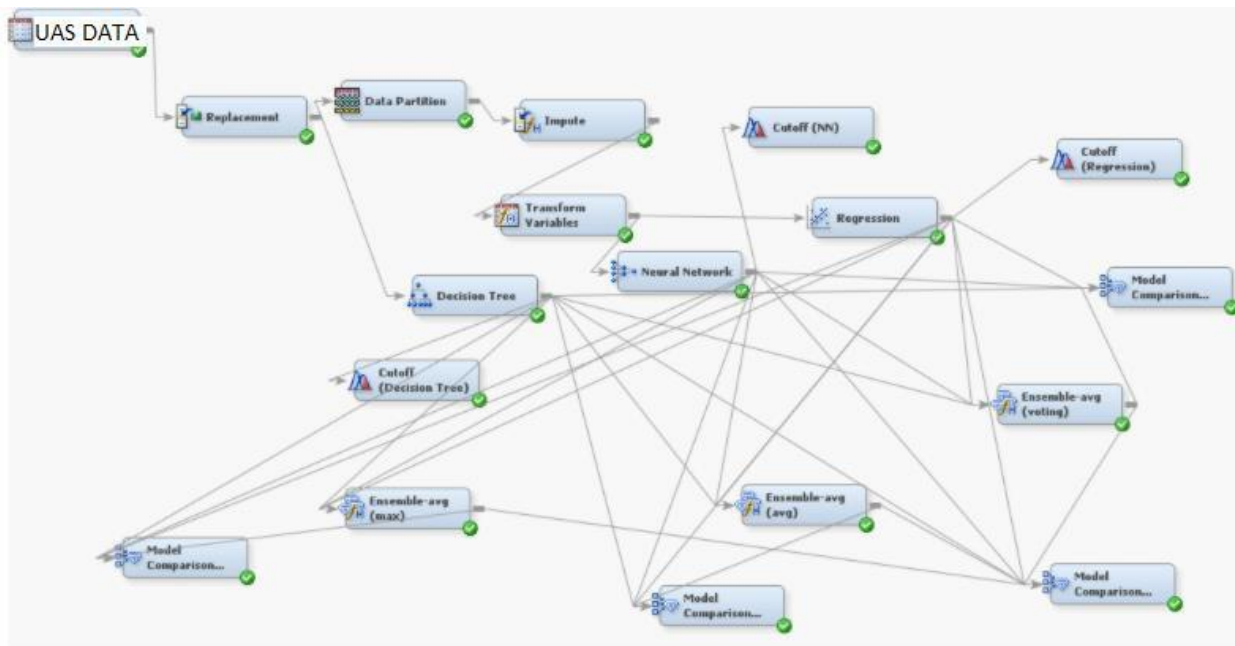 UAS DATA
Replacement
Data Partition
Impute
Cutoff (NN)
Cutoff
(Regression)
Transform
Variables
Regression
Neural Network
Decision Tree
Model
Comparison...
Cutoff
(Decision Tree)
Ensemble-avg
(voting)
Ensemble-avg
(max)
Ensemble-avg
(avg)
Model
Comparison...
Model
Comparison...
Model
Comparison...